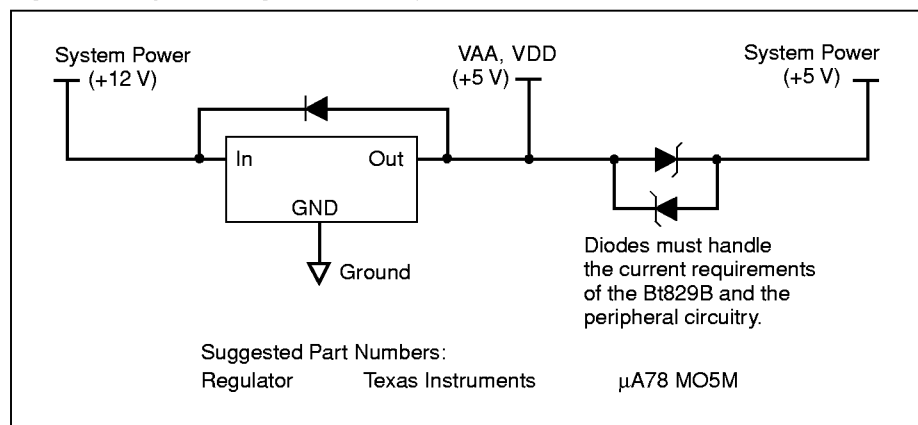 System Power
(+12 V)
VAA, VDD
(+5 V)
System Power
(+5 V)
In
Out
GND
Ground
Diodes must handle
the current requirements
of the Bt829B and the
peripheral circuitry.
Suggested Part Numbers:
Regulator Texas Instruments μA78 MO5M